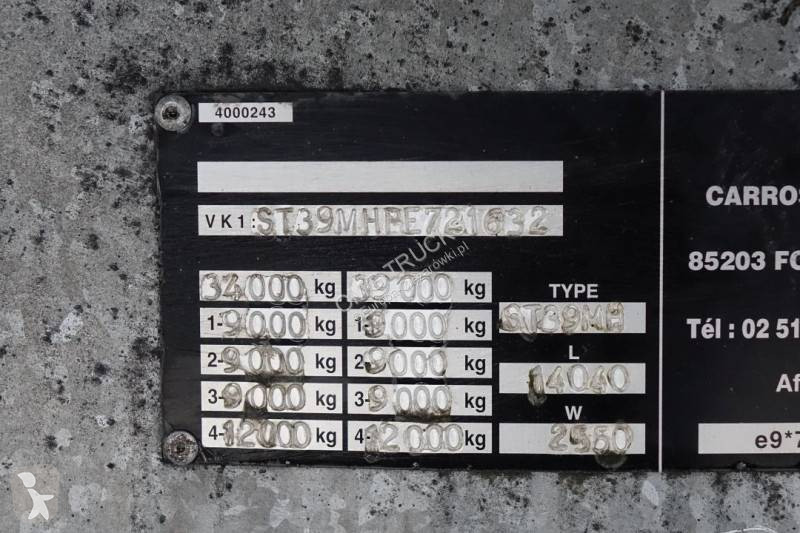 4000243
VK1: ST39MHPE721632
34000 kg 39000 kg
1-9000 kg 1-9000 kg
2-9000 kg 2-9000 kg
3-9000 kg 3-9000 kg
4-12000 kg 4-12000 kg
TYPE
ST39MH
L
14040
W
2550
CARROS
85203 FO
Tél : 02 51
Af
e9*7